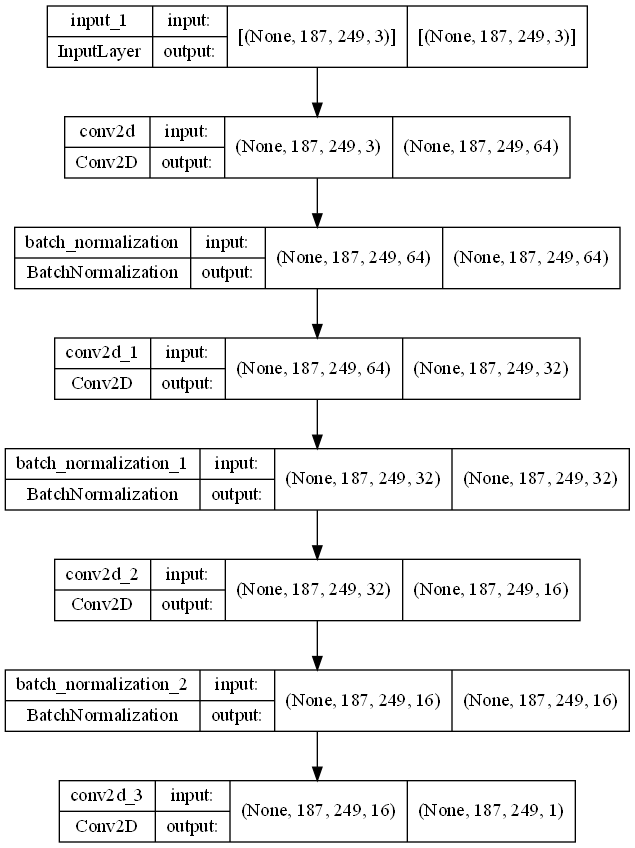 input_1 input: [(None, 187, 249, 3)] [(None, 187, 249, 3)]
InputLayer output:
conv2d input: (None, 187, 249, 3) (None, 187, 249, 64)
Conv2D output:
batch_normalization input: (None, 187, 249, 64) (None, 187, 249, 64)
BatchNormalization output:
conv2d_1 input: (None, 187, 249, 64) (None, 187, 249, 32)
Conv2D output:
batch_normalization_1 input: (None, 187, 249, 32) (None, 187, 249, 32)
BatchNormalization output:
conv2d_2 input: (None, 187, 249, 32) (None, 187, 249, 16)
Conv2D output:
batch_normalization_2 input: (None, 187, 249, 16) (None, 187, 249, 16)
BatchNormalization output:
conv2d_3 input: (None, 187, 249, 16) (None, 187, 249, 1)
Conv2D output: